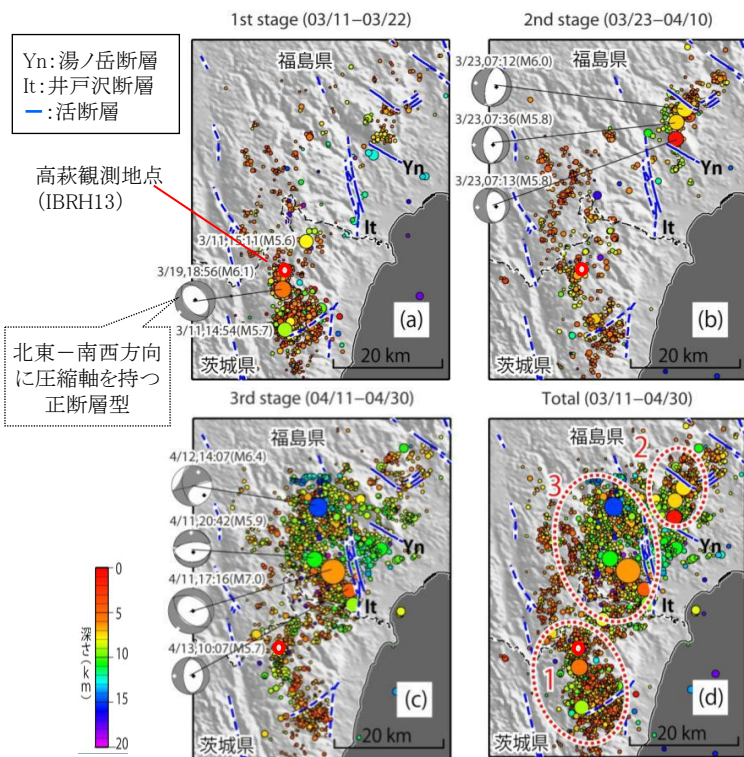 1st stage (03/11−03/22)
2nd stage (03/23−04/10)
Yn：湯ノ岳断層
It：井戸沢断層
：活断層
高萩観測地点
(IBRH13)
福島県
Yn
It
3/11,15:11(M5.6)
3/19,18:56(M6.1)
3/11,14:54(M5.7)
(a)
20 km
茨城県
北東－南西方向
に圧縮軸を持つ
正断層型
福島県
3/23,07:12(M6.0)
3/23,07:36(M5.8)
3/23,07:13(M5.8)
Yn
It
(b)
20 km
茨城県
3rd stage (04/11−04/30)
Total (03/11−04/30)
福島県
4/12,14:07(M6.4)
4/11,20:42(M5.9)
4/11,17:16(M7.0)
4/13,10:07(M5.7)
Yn
It
(c)
20 km
茨城県
0
5
10
15
20
深さ(km)
福島県
2
3
Yn
It
1
(d)
20 km
茨城県